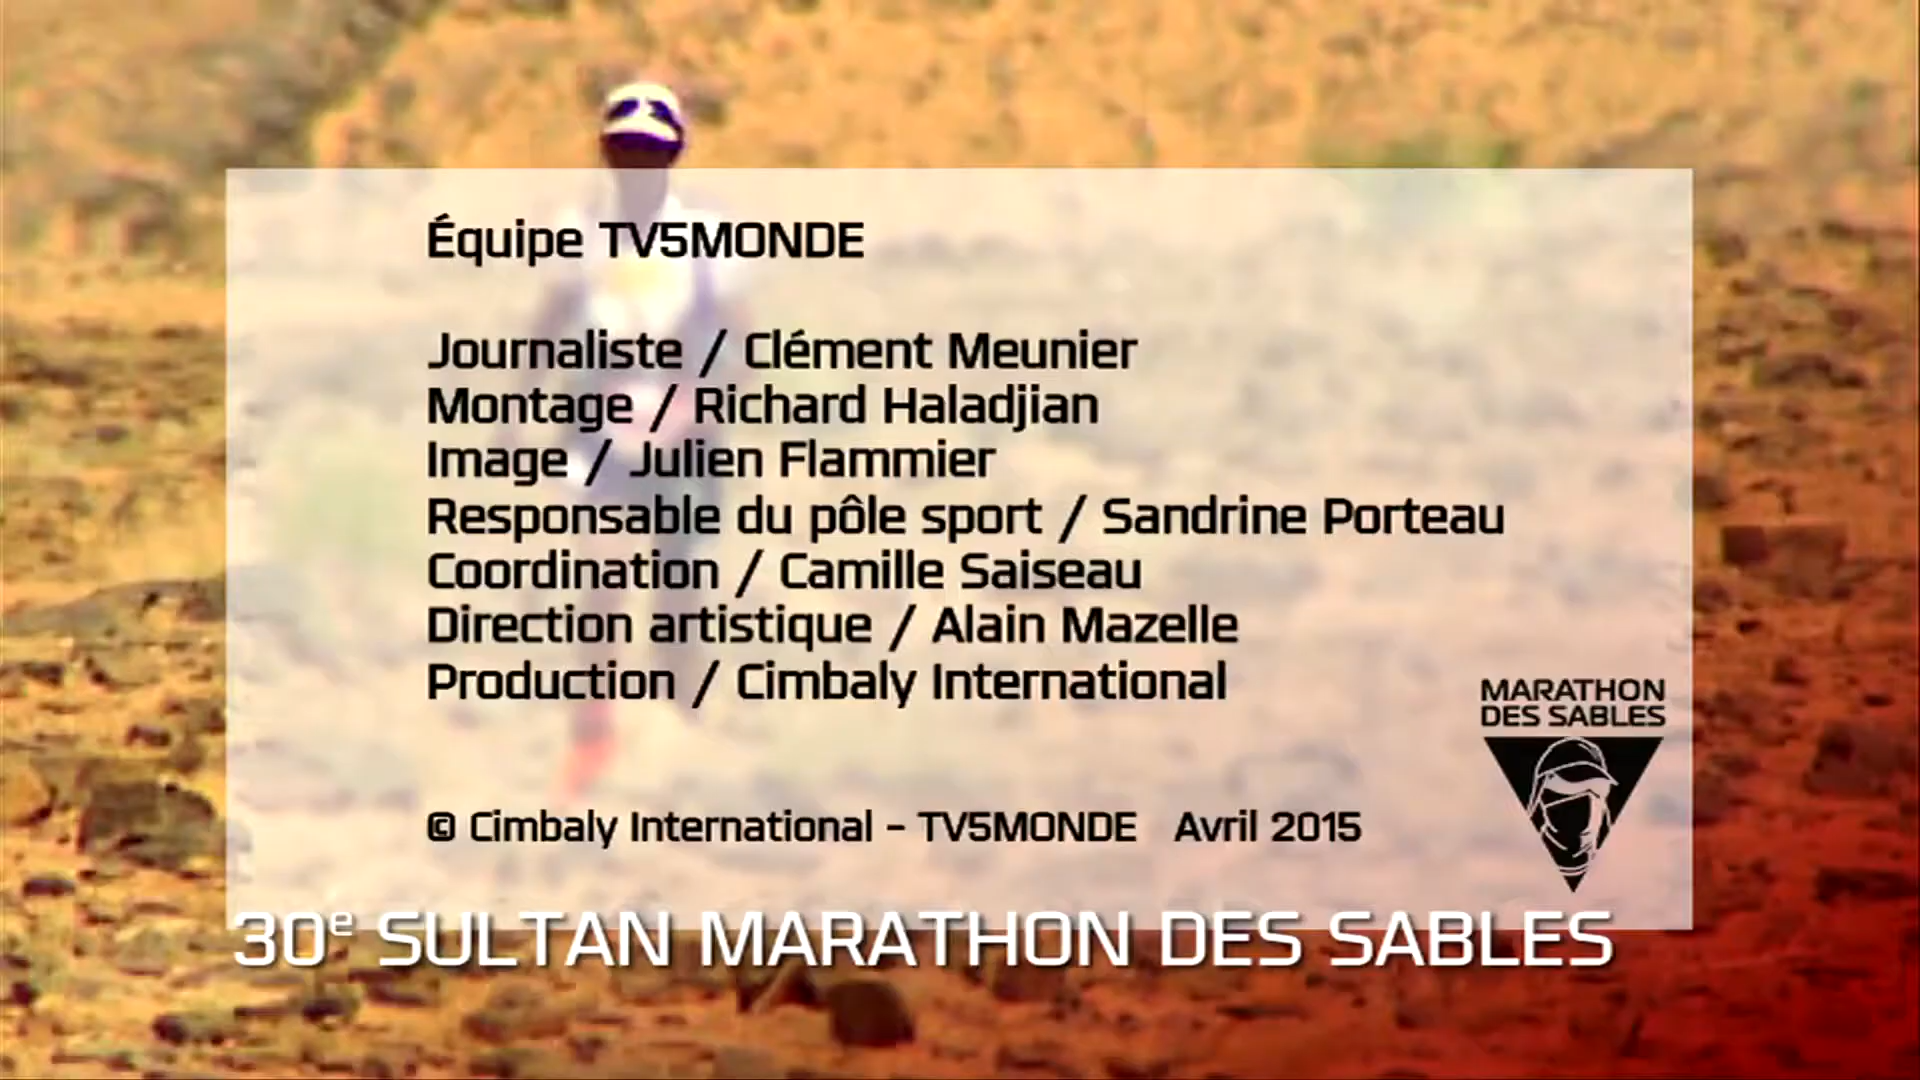 Équipe TV5MONDE
Journaliste / Clément Meunier
Montage / Richard Haladjian
Image / Julien Flammier
Responsable du pôle sport / Sandrine Porteau
Coordination / Camille Saiseau
Direction artistique / Alain Mazelle
Production / Cimbaly International
MARATHON
DES SABLES
© Cimbaly International - TV5MONDE Avril 2015
30e SULTAN MARATHON DES SABLES